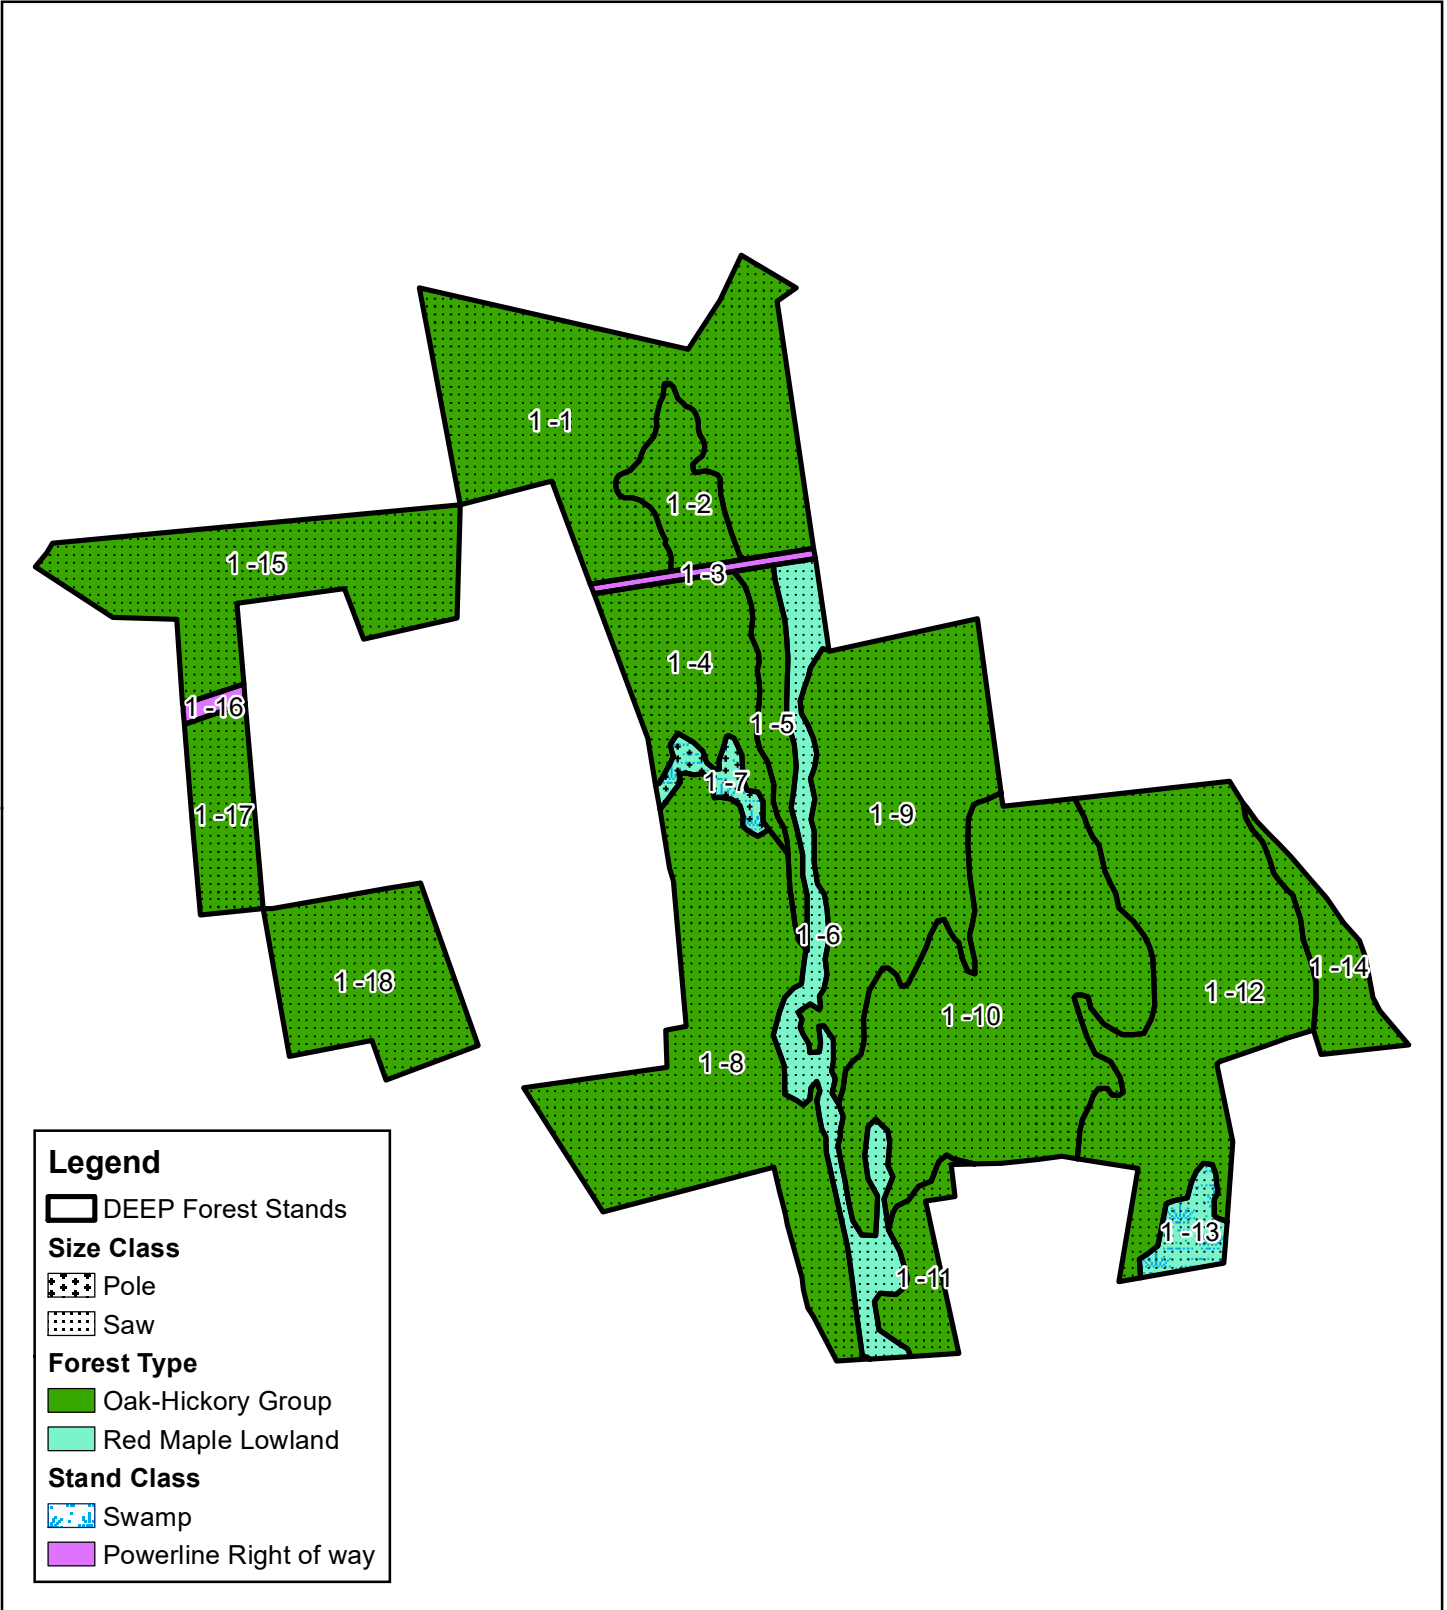 1 -1
1 -2
1 -15
1 -3
1 -4
1 -16
1 -5
1 -7
1 -17
1 -9
1 -6
1 -14
1 -18
1 -12
1 -10
1 -8
1 -13
1 -11
Legend
DEEP Forest Stands
Size Class
Pole
Saw
Forest Type
Oak-Hickory Group
Red Maple Lowland
Stand Class
Swamp
Powerline Right of way